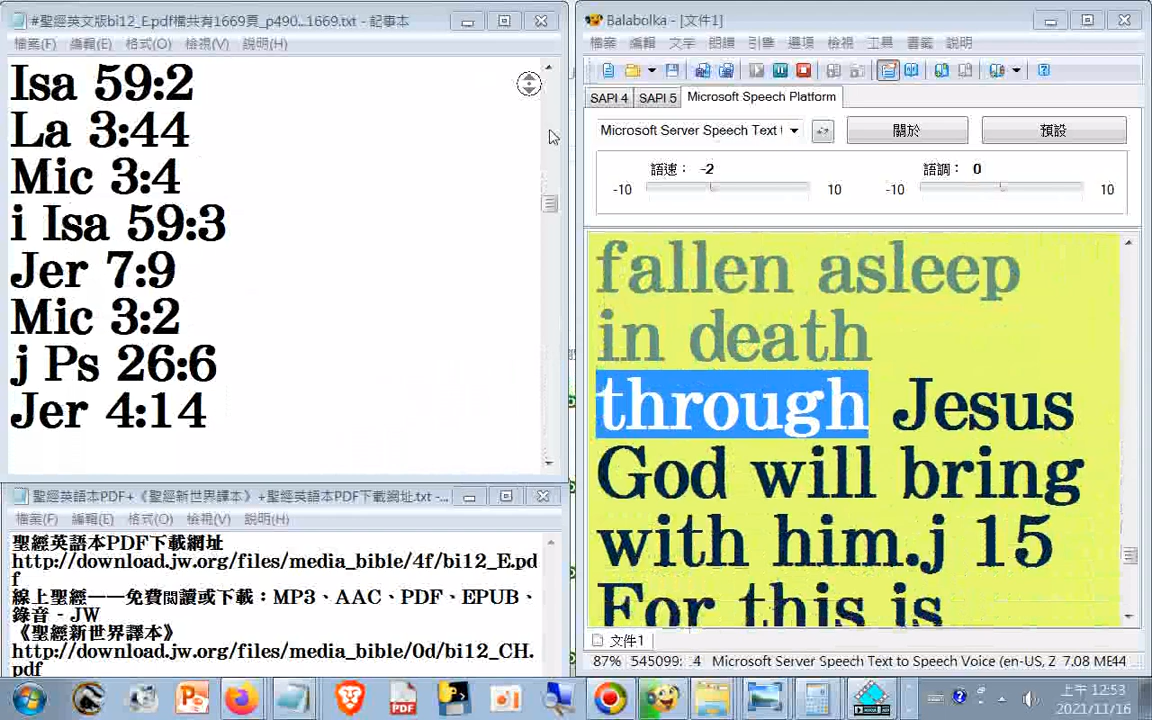 #聖經英文版bi12_E.pdf檔共有1669頁_p490...1669.txt - 記事本
檔案(F) 編輯(E) 格式(O) 檢視(V) 說明(H)
Isa 59:2
La 3:44
Mic 3:4
i Isa 59:3
Jer 7:9
Mic 3:2
j Ps 26:6
Jer 4:14
聖經英語本PDF+《聖經新世界譯本》+聖經英語本PDF下載網址.txt -...
檔案(F) 編輯(E) 格式(O) 檢視(V) 說明(H)
聖經英語本PDF下載網址
http://download.jw.org/files/media_bible/4f/bi12_E.pd
f
線上聖經——免費閱讀或下載：MP3、AAC、PDF、EPUB、
錄音 - JW
《聖經新世界譯本》
http://download.jw.org/files/media_bible/0d/bi12_CH.
pdf
Balabolka - [文件1]
檔案 編輯 文字 朗讀 引擎 選項 檢視 工具 書籤 說明
SAPI 4 SAPI 5 Microsoft Speech Platform
Microsoft Server Speech Text 關於 預設
語速： -2 語調： 0
-10 10 -10 10
fallen asleep
in death
through Jesus
God will bring
with him.j 15
For this is
文件1
87% 545099: .4 Microsoft Server Speech Text to Speech Voice (en-US, Z 7.08 ME44
上午 12:53
2021/11/16